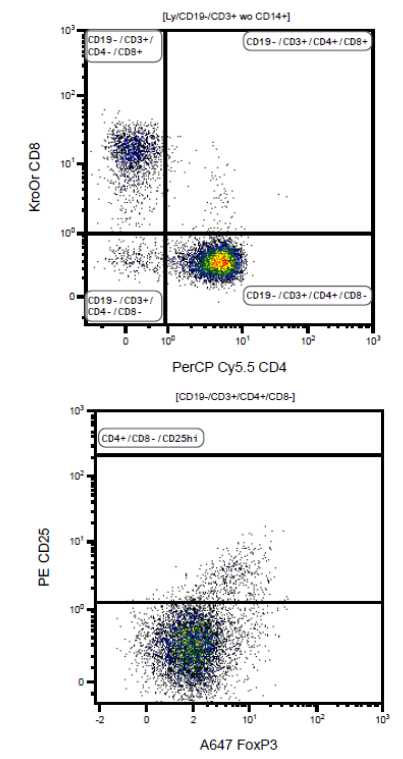 [Ly/CD19-/CD3+ wo CD14+]
10³
CD19-/CD3+/
CD4-/CD8+
CD19-/CD3+/CD4+/CD8+
10²
KroOr CD8
10¹
10⁰
0
CD19-/CD3+/
CD4-/CD8-
CD19-/CD3+/CD4+/CD8-
0 10⁰ 10¹ 10² 10³
PerCP Cy5.5 CD4
[CD19-/CD3+/CD4+/CD8-]
10³
CD4+/CD8-/CD25hi
10²
PE CD25
10¹
10⁰
0
-2 0 2 10¹ 10² 10³
A647 FoxP3